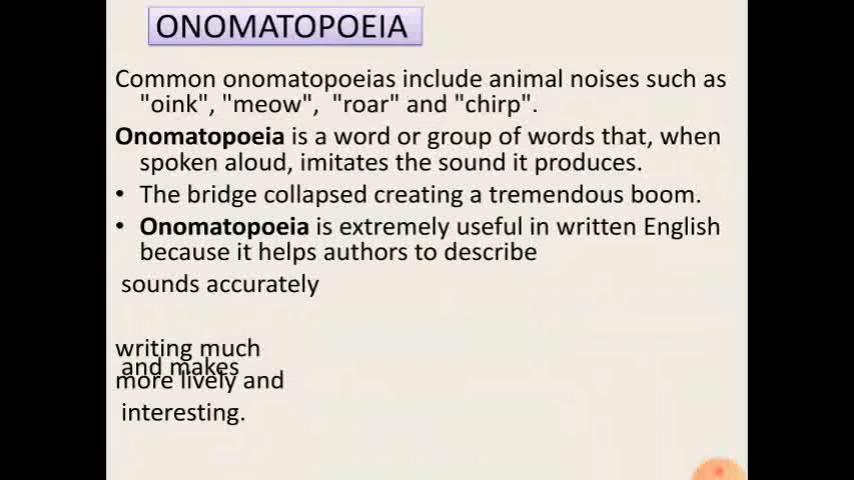 ONOMATOPOEIA
Common onomatopoeias include animal noises such as
"oink", "meow", "roar" and "chirp".
Onomatopoeia is a word or group of words that, when
spoken aloud, imitates the sound it produces.
• The bridge collapsed creating a tremendous boom.
• Onomatopoeia is extremely useful in written English
because it helps authors to describe
sounds accurately
writing much
and makes
more lively and
interesting.